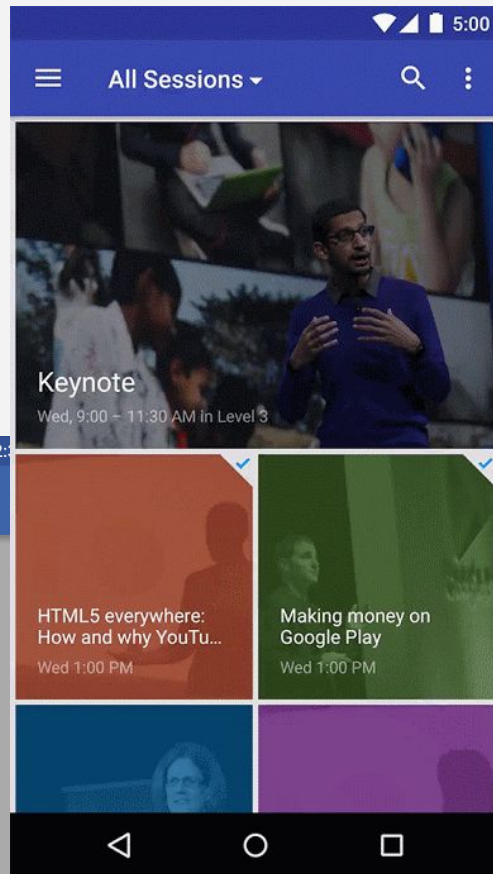 5:00
All Sessions
Keynote
Wed, 9:00 – 11:30 AM in Level 3
HTML5 everywhere:
How and why YouTu...
Wed 1:00 PM
Making money on
Google Play
Wed 1:00 PM